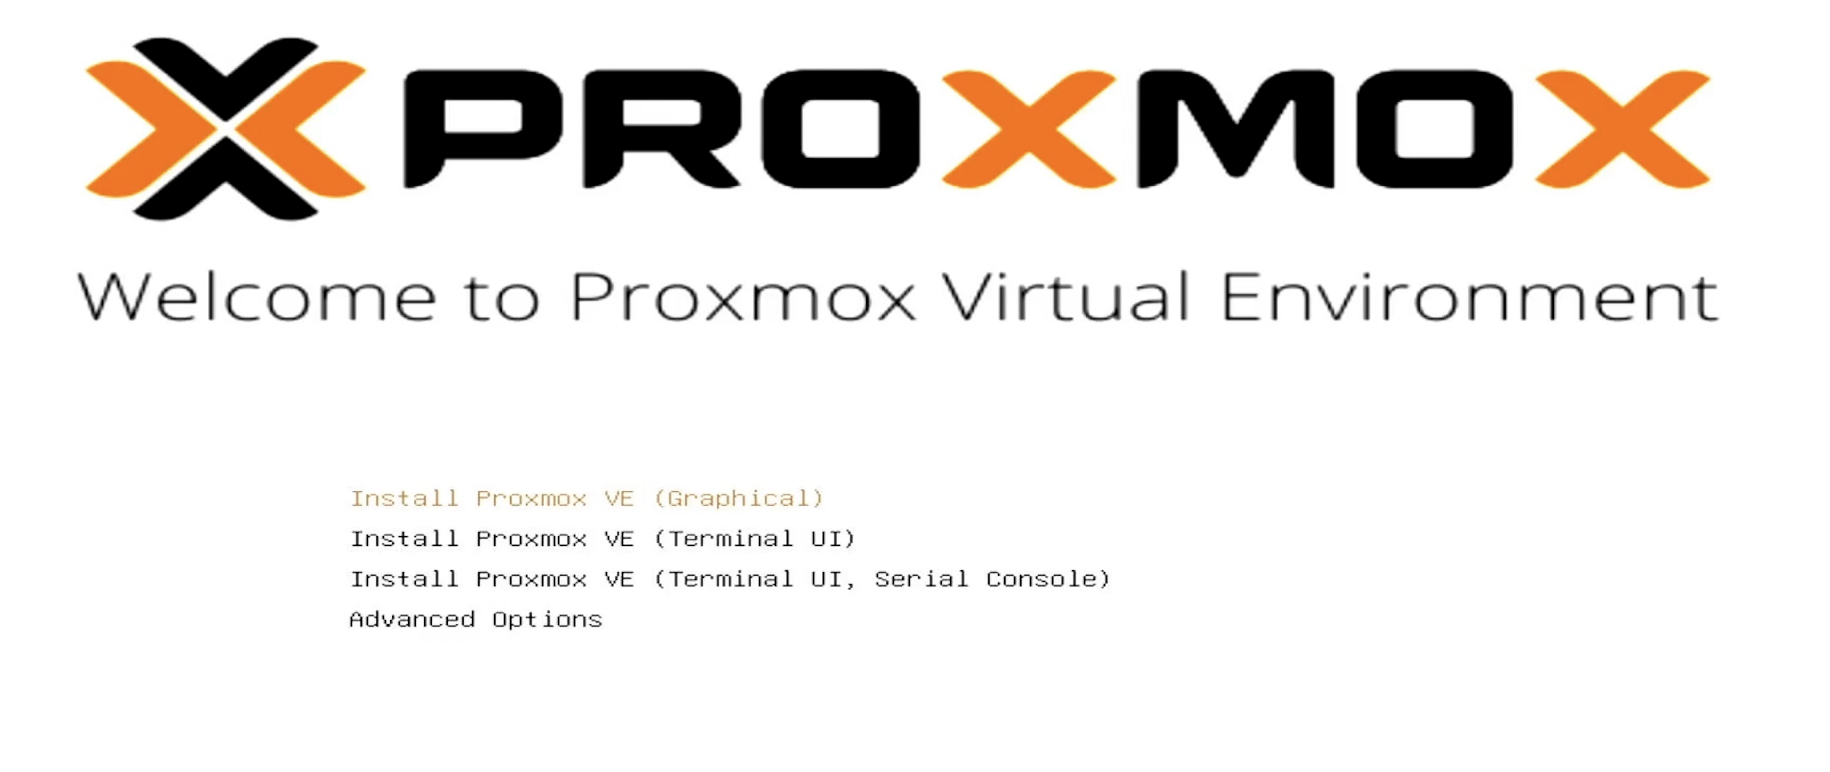 PROXMOX
Welcome to Proxmox Virtual Environment
Install Proxmox VE (Graphical)
Install Proxmox VE (Terminal UI)
Install Proxmox VE (Terminal UI, Serial Console)
Advanced Options